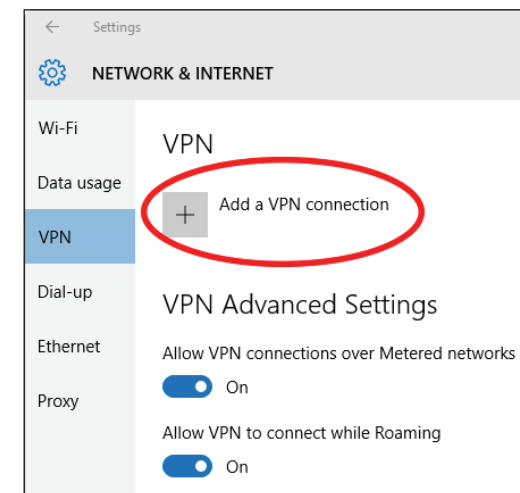 Settings
NETWORK & INTERNET
Wi-Fi
Data usage
VPN
Dial-up
Ethernet
Proxy
VPN
Add a VPN connection
VPN Advanced Settings
Allow VPN connections over Metered networks
On
Allow VPN to connect while Roaming
On